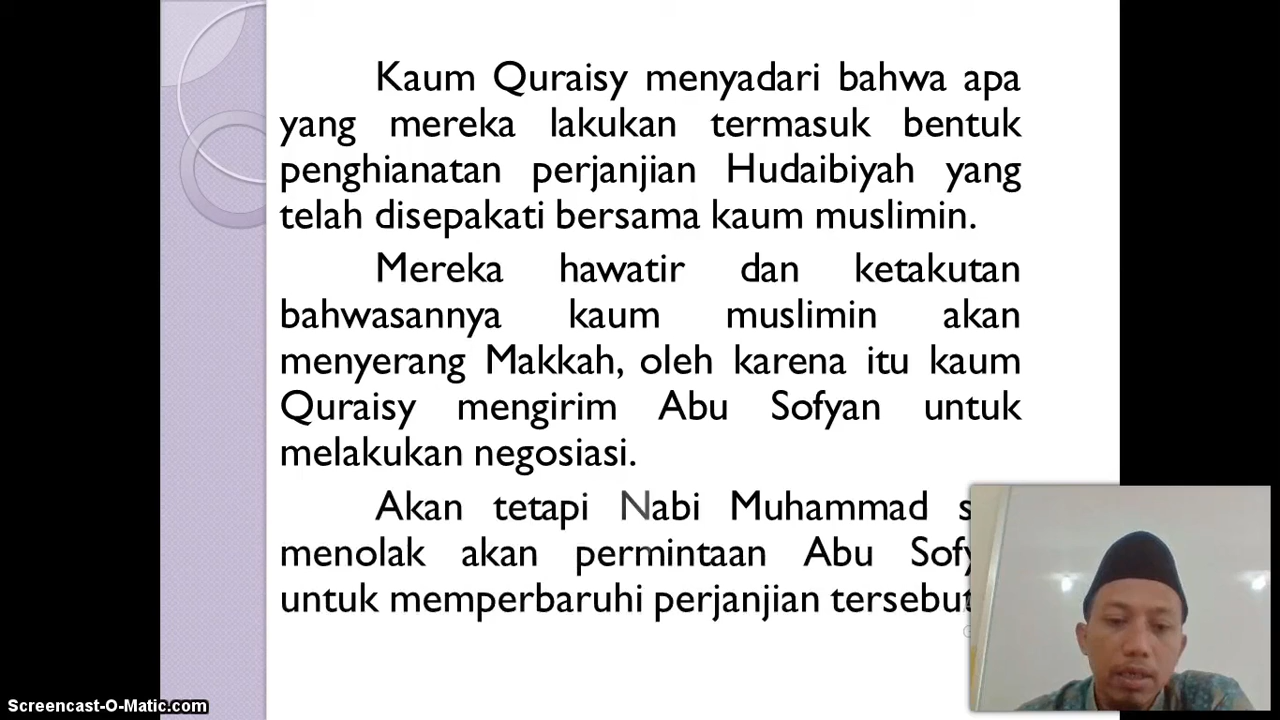 Kaum Quraisy menyadari bahwa apa
yang mereka lakukan termasuk bentuk
penghianatan perjanjian Hudaibiyah yang
telah disepakati bersama kaum muslimin.
Mereka hawatir dan ketakutan
bahwasannya kaum muslimin akan
menyerang Makkah, oleh karena itu kaum
Quraisy mengirim Abu Sofyan untuk
melakukan negosiasi.
Akan tetapi Nabi Muhammad
menolak akan permintaan Abu
untuk memperbaruhi perjanjian tersebut
Screencast-O-Matic.com